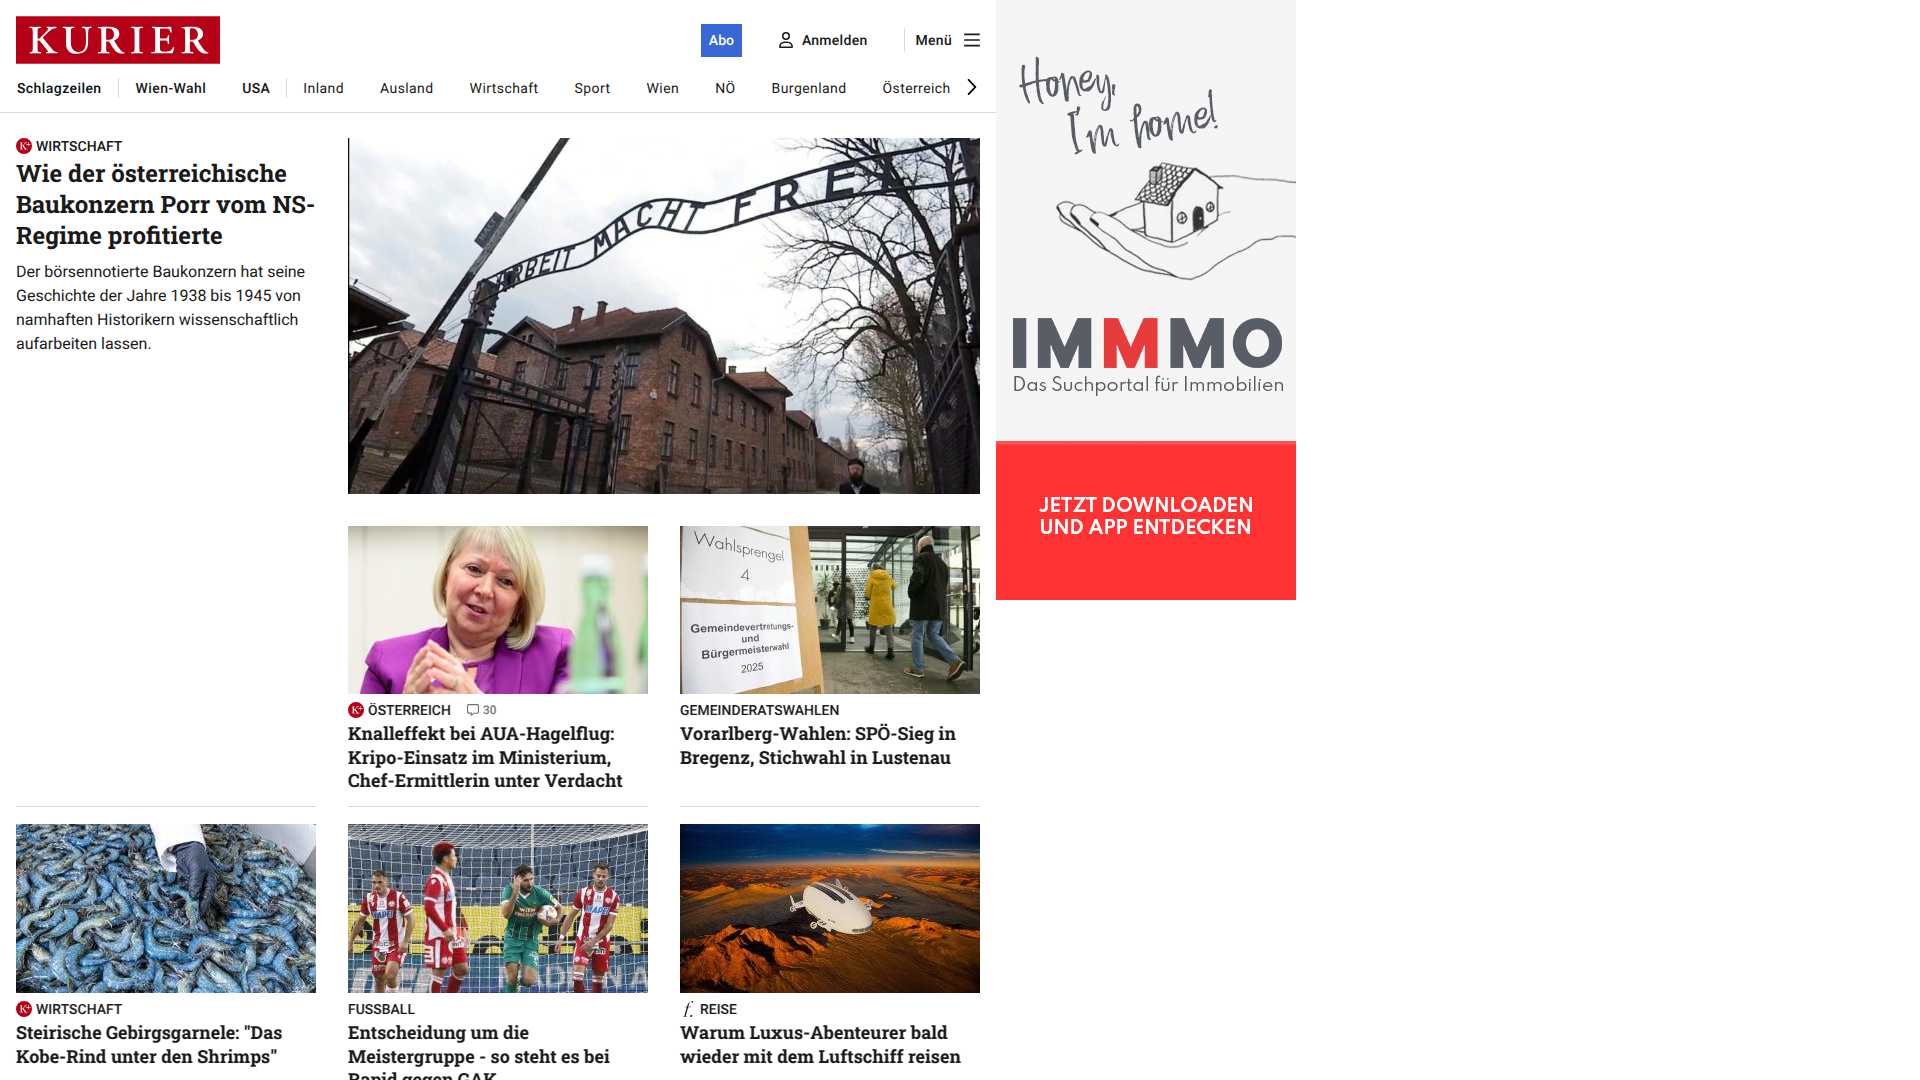 KURIER
Abo
Anmelden
Menü
Schlagzeilen
Wien-Wahl
USA
Inland
Ausland
Wirtschaft
Sport
Wien
NÖ
Burgenland
Österreich
K+ WIRTSCHAFT
Wie der österreichische
Baukonzern Porr vom NS-
Regime profitierte
Der börsennotierte Baukonzern hat seine
Geschichte der Jahre 1938 bis 1945 von
namhaften Historikern wissenschaftlich
aufarbeiten lassen.
ARBEIT MACHT FREI
K+ ÖSTERREICH 30
Knalleffekt bei AUA-Hagelflug:
Kripo-Einsatz im Ministerium,
Chef-Ermittlerin unter Verdacht
Wahlsprengel
4
Gemeindevertretungs-
und
Bürgermeisterwahl
2025
GEMEINDERATSWAHLEN
Vorarlberg-Wahlen: SPÖ-Sieg in
Bregenz, Stichwahl in Lustenau
K+ WIRTSCHAFT
Steirische Gebirgsgarnele: "Das
Kobe-Rind unter den Shrimps"
FUSSBALL
Entscheidung um die
Meistergruppe - so steht es bei
Rapid gegen GAK
f. REISE
Warum Luxus-Abenteurer bald
wieder mit dem Luftschiff reisen
Honey,
I'm home!
IMMMO
Das Suchportal für Immobilien
JETZT DOWNLOADEN
UND APP ENTDECKEN